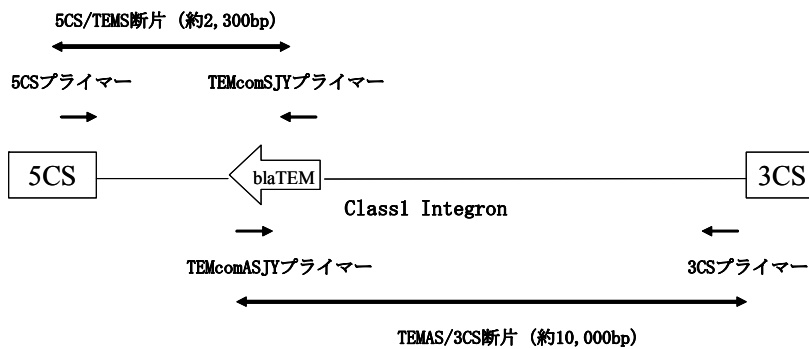 5CS/TEMS断片 (約2,300bp)
5CSプライマー
TEMcomSJYプライマー
5CS
blaTEM
3CS
Class1 Integron
TEMcomASJYプライマー
3CSプライマー
TEMAS/3CS断片 (約10,000bp)